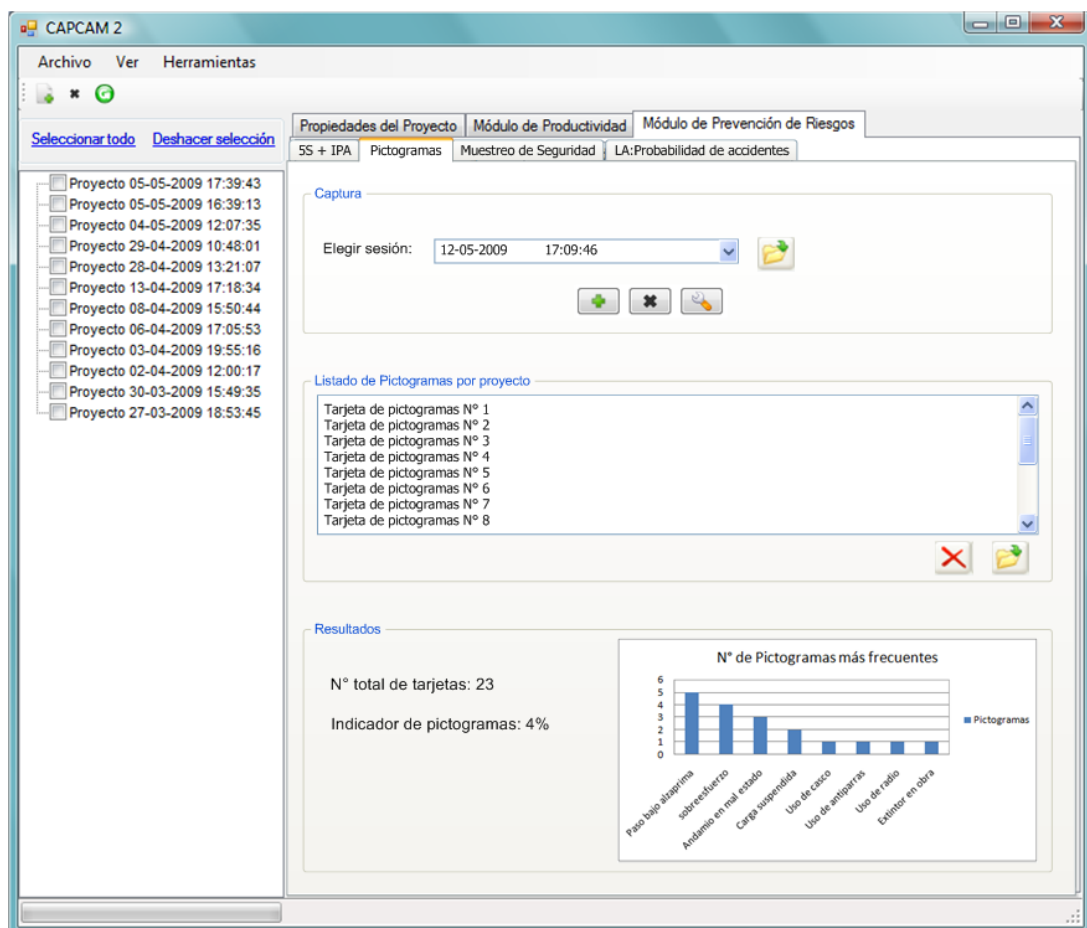 CAPCAM 2
Archivo Ver Herramientas
Seleccionar todo Deshacer selección
Proyecto 05-05-2009 17:39:43
Proyecto 05-05-2009 16:39:13
Proyecto 04-05-2009 12:07:35
Proyecto 29-04-2009 10:48:01
Proyecto 28-04-2009 13:21:07
Proyecto 13-04-2009 17:18:34
Proyecto 08-04-2009 15:50:44
Proyecto 06-04-2009 17:05:53
Proyecto 03-04-2009 19:55:16
Proyecto 02-04-2009 12:00:17
Proyecto 30-03-2009 15:49:35
Proyecto 27-03-2009 18:53:45
Propiedades del Proyecto Módulo de Productividad Módulo de Prevención de Riesgos
5S + IPA Pictogramas Muestreo de Seguridad LA:Probabilidad de accidentes
Captura
Elegir sesión: 12-05-2009 17:09:46
Listado de Pictogramas por proyecto
Tarjeta de pictogramas Nº 1
Tarjeta de pictogramas Nº 2
Tarjeta de pictogramas Nº 3
Tarjeta de pictogramas Nº 4
Tarjeta de pictogramas Nº 5
Tarjeta de pictogramas Nº 6
Tarjeta de pictogramas Nº 7
Tarjeta de pictogramas Nº 8
Resultados
N° total de tarjetas: 23
Indicador de pictogramas: 4%
N° de Pictogramas más frecuentes
6
5
4
3
2
1
0
Paso bajo alzaprima
sobreesfuerzo
Andamio en mal estado
Carga suspendida
Uso de casco
Uso de antiparras
Uso de radio
Extintor en obra
Pictogramas